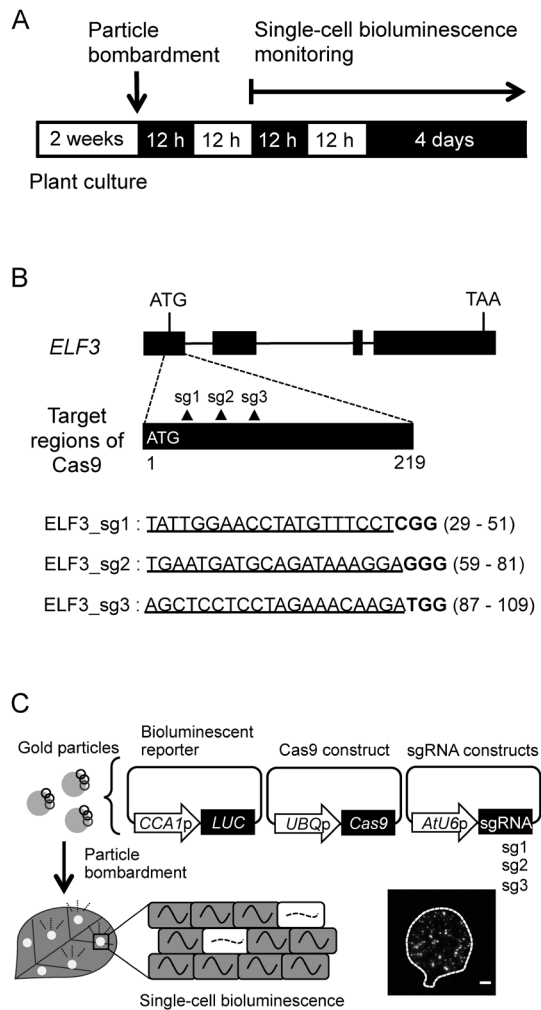 A
Particle
bombardment
Single-cell bioluminescence
monitoring
2 weeks
12 h
12 h
12 h
12 h
4 days
Plant culture
B
ATG
TAA
ELF3
sg1
sg2
sg3
Target
regions of
Cas9
ATG
1
219
ELF3_sg1 : TATTGGAACCTATGTTTCCTCGG (29 - 51)
ELF3_sg2 : TGAATGATGCAGATAAAGGAGGG (59 - 81)
ELF3_sg3 : AGCTCCTCCTAGAAACAAGATGG (87 - 109)
C
Gold particles
Bioluminescent
reporter
Cas9 construct
sgRNA constructs
CCA1p
LUC
UBQp
Cas9
AtU6p
sgRNA
sg1
sg2
sg3
Particle
bombardment
Single-cell bioluminescence